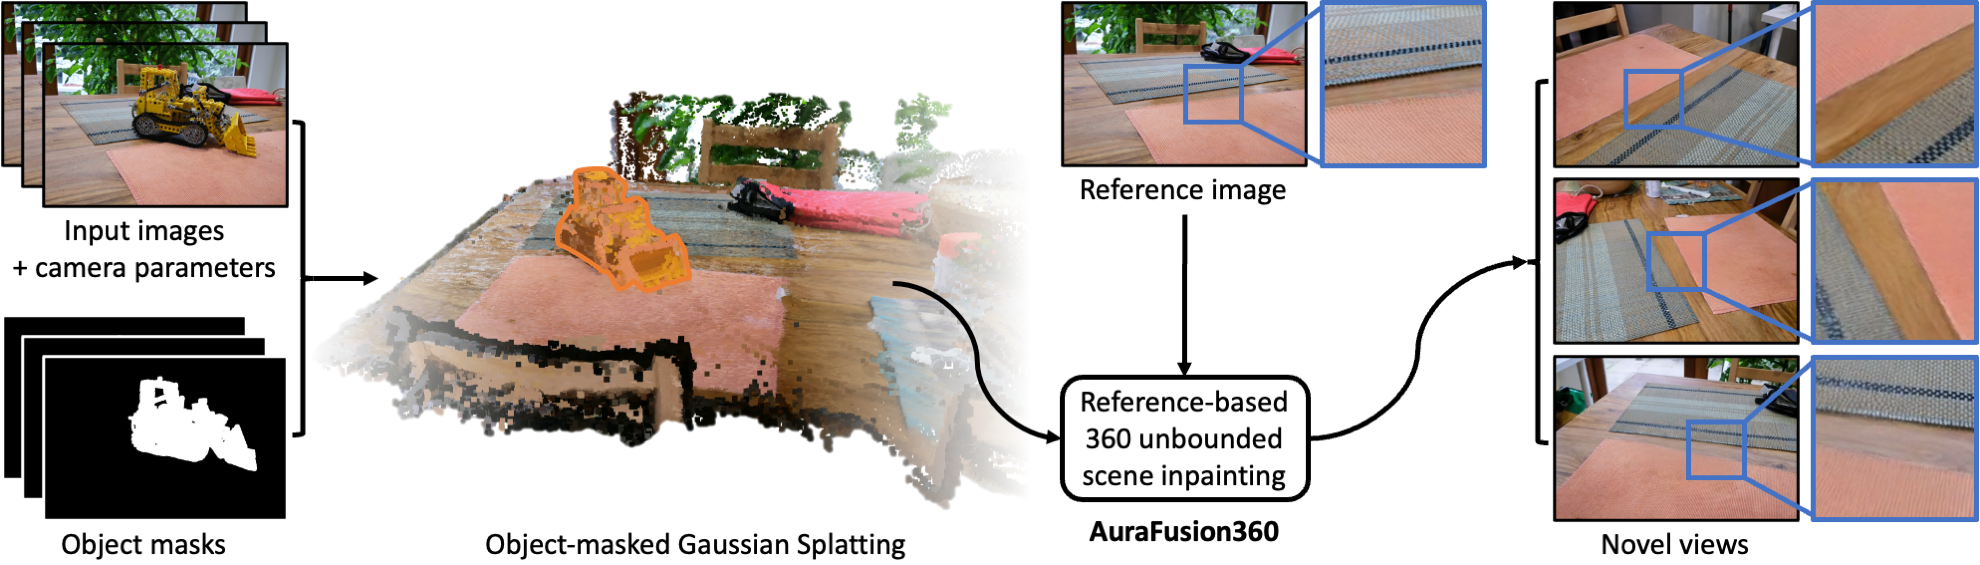 Input images
+ camera parameters
Object masks
Object-masked Gaussian Splatting
Reference image
Reference-based
360 unbounded
scene inpainting
AuraFusion360
Novel views